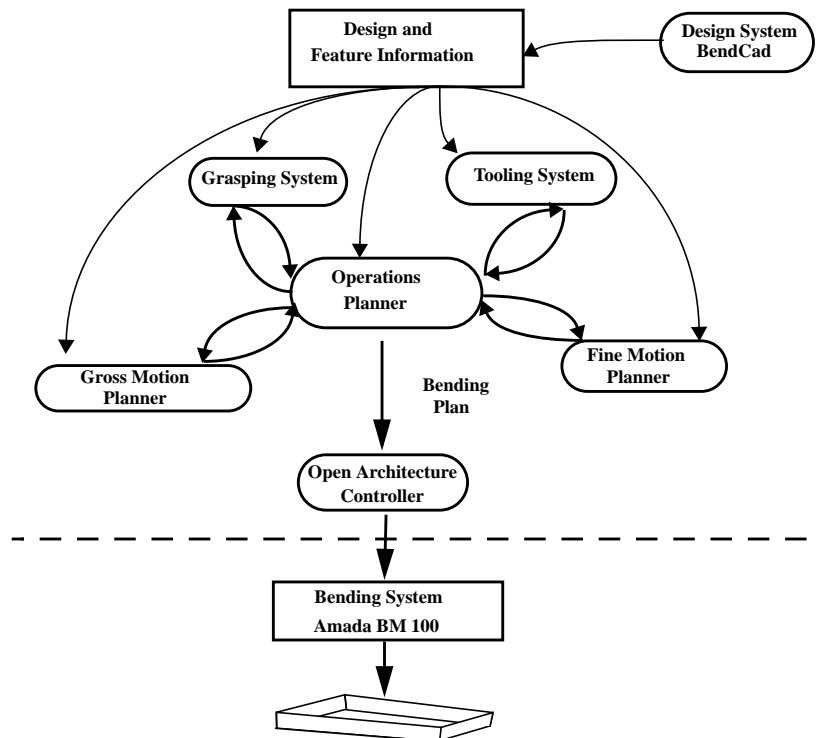 Design and
Feature Information
Design System
BendCad
Grasping System
Tooling System
Operations
Planner
Gross Motion
Planner
Fine Motion
Planner
Bending
Plan
Open Architecture
Controller
Bending System
Amada BM 100